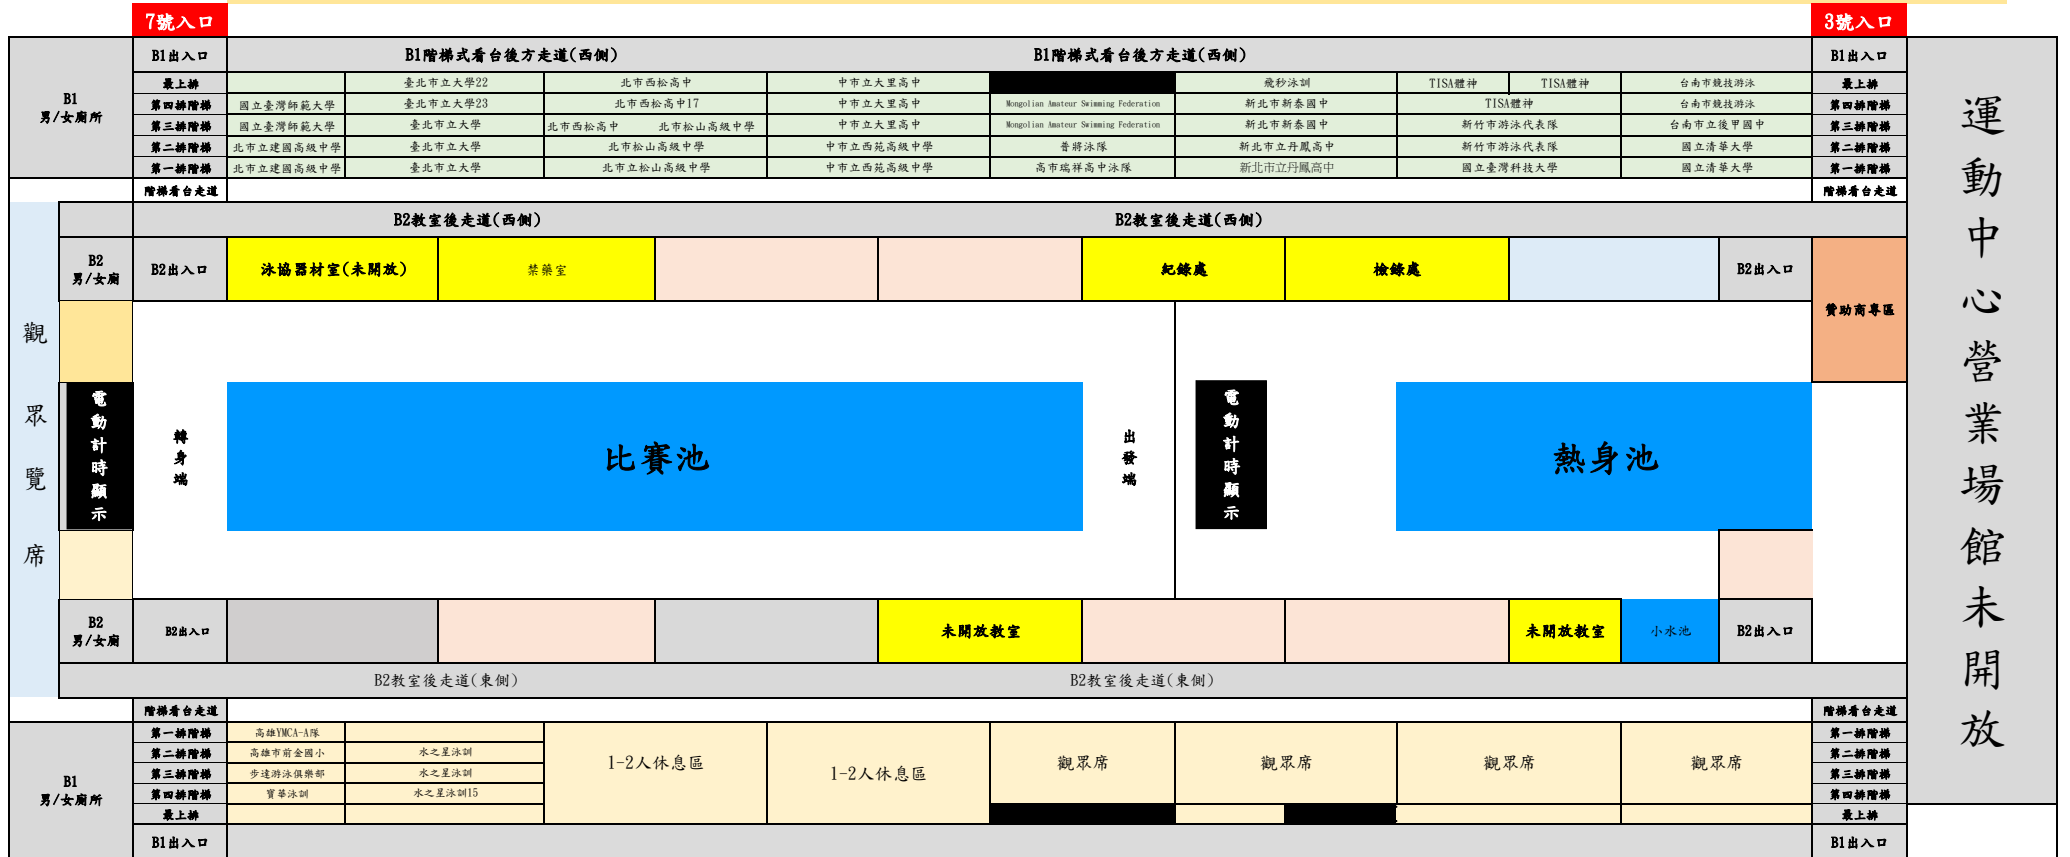 7號入口
3號入口
B1出入口
B1階梯式看台後方走道(西側)
B1階梯式看台後方走道(西側)
B1出入口
B1
男/女廁所
最上排
臺北市立大學22
北市西松高中
中市立大里高中
飛秒泳訓
TISA體神
TISA體神
台南市競技游泳
最上排
第四排階梯
國立臺灣師範大學
臺北市立大學23
北市西松高中17
中市立大里高中
Mongolian Amateur Swimming Federation
新北市新泰國中
TISA體神
台南市競技游泳
第四排階梯
第三排階梯
國立臺灣師範大學
臺北市立大學
北市西松高中
北市松山高級中學
中市立大里高中
Mongolian Amateur Swimming Federation
新北市新泰國中
新竹市游泳代表隊
台南市立後甲國中
第三排階梯
第二排階梯
北市立建國高級中學
臺北市立大學
北市松山高級中學
中市立西苑高級中學
普將泳隊
新北市立丹鳳高中
新竹市游泳代表隊
國立清華大學
第二排階梯
第一排階梯
北市立建國高級中學
臺北市立大學
北市立松山高級中學
中市立西苑高級中學
高市瑞祥高中泳隊
新北市立丹鳳高中
國立臺灣科技大學
國立清華大學
第一排階梯
階梯看台走道
階梯看台走道
B2教室後走道(西側)
B2教室後走道(西側)
B2
男/女廁
B2出入口
泳協器材室(未開放)
禁藥室
紀錄處
檢錄處
B2出入口
贊助商專區
觀眾覽席
電動計時顯示
轉身端
比賽池
出發端
電動計時顯示
熱身池
運動中心營業場館未開放
B2
男/女廁
B2出入口
未開放教室
未開放教室
小水池
B2出入口
B2教室後走道(東側)
B2教室後走道(東側)
階梯看台走道
階梯看台走道
B1
男/女廁所
第一排階梯
高雄YMCA-A隊
第一排階梯
第二排階梯
高雄市前金國小
水之星泳訓
1-2人休息區
1-2人休息區
觀眾席
觀眾席
觀眾席
觀眾席
第二排階梯
第三排階梯
步達游泳俱樂部
水之星泳訓
第三排階梯
第四排階梯
寶華泳訓
水之星泳訓15
第四排階梯
最上排
最上排
B1出入口
B1出入口